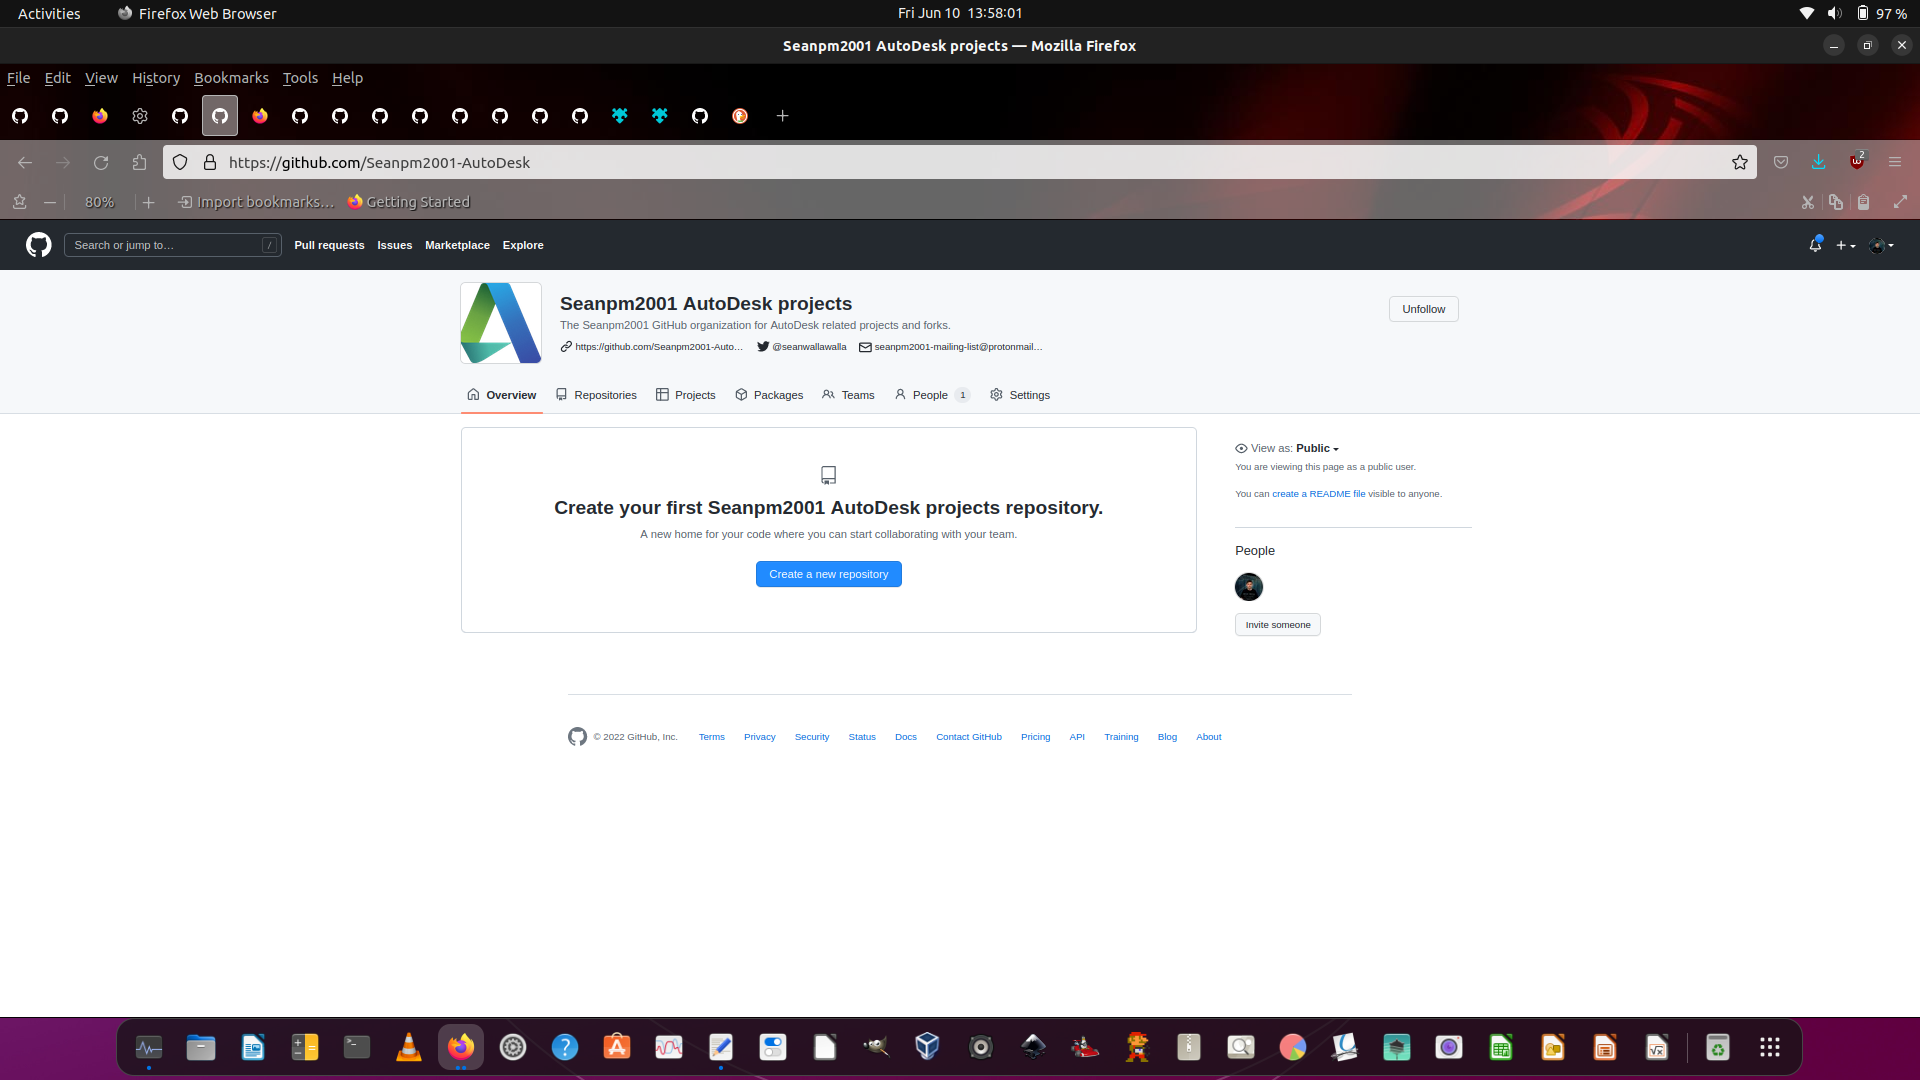 Activities
Firefox Web Browser
Fri Jun 10 13:58:01
97 %
Seanpm2001 AutoDesk projects — Mozilla Firefox
File Edit View History Bookmarks Tools Help
https://github.com/Seanpm2001-AutoDesk
2
80%
Import bookmarks…
Getting Started
Search or jump to…
/
Pull requests Issues Marketplace Explore
Seanpm2001 AutoDesk projects
Unfollow
The Seanpm2001 GitHub organization for AutoDesk related projects and forks.
https://github.com/Seanpm2001-Auto… @seanwallawalla seanpm2001-mailing-list@protonmail…
Overview Repositories Projects Packages Teams People 1 Settings
View as: Public
You are viewing this page as a public user.
You can create a README file visible to anyone.
Create your first Seanpm2001 AutoDesk projects repository.
A new home for your code where you can start collaborating with your team.
Create a new repository
People
Invite someone
© 2022 GitHub, Inc. Terms Privacy Security Status Docs Contact GitHub Pricing API Training Blog About